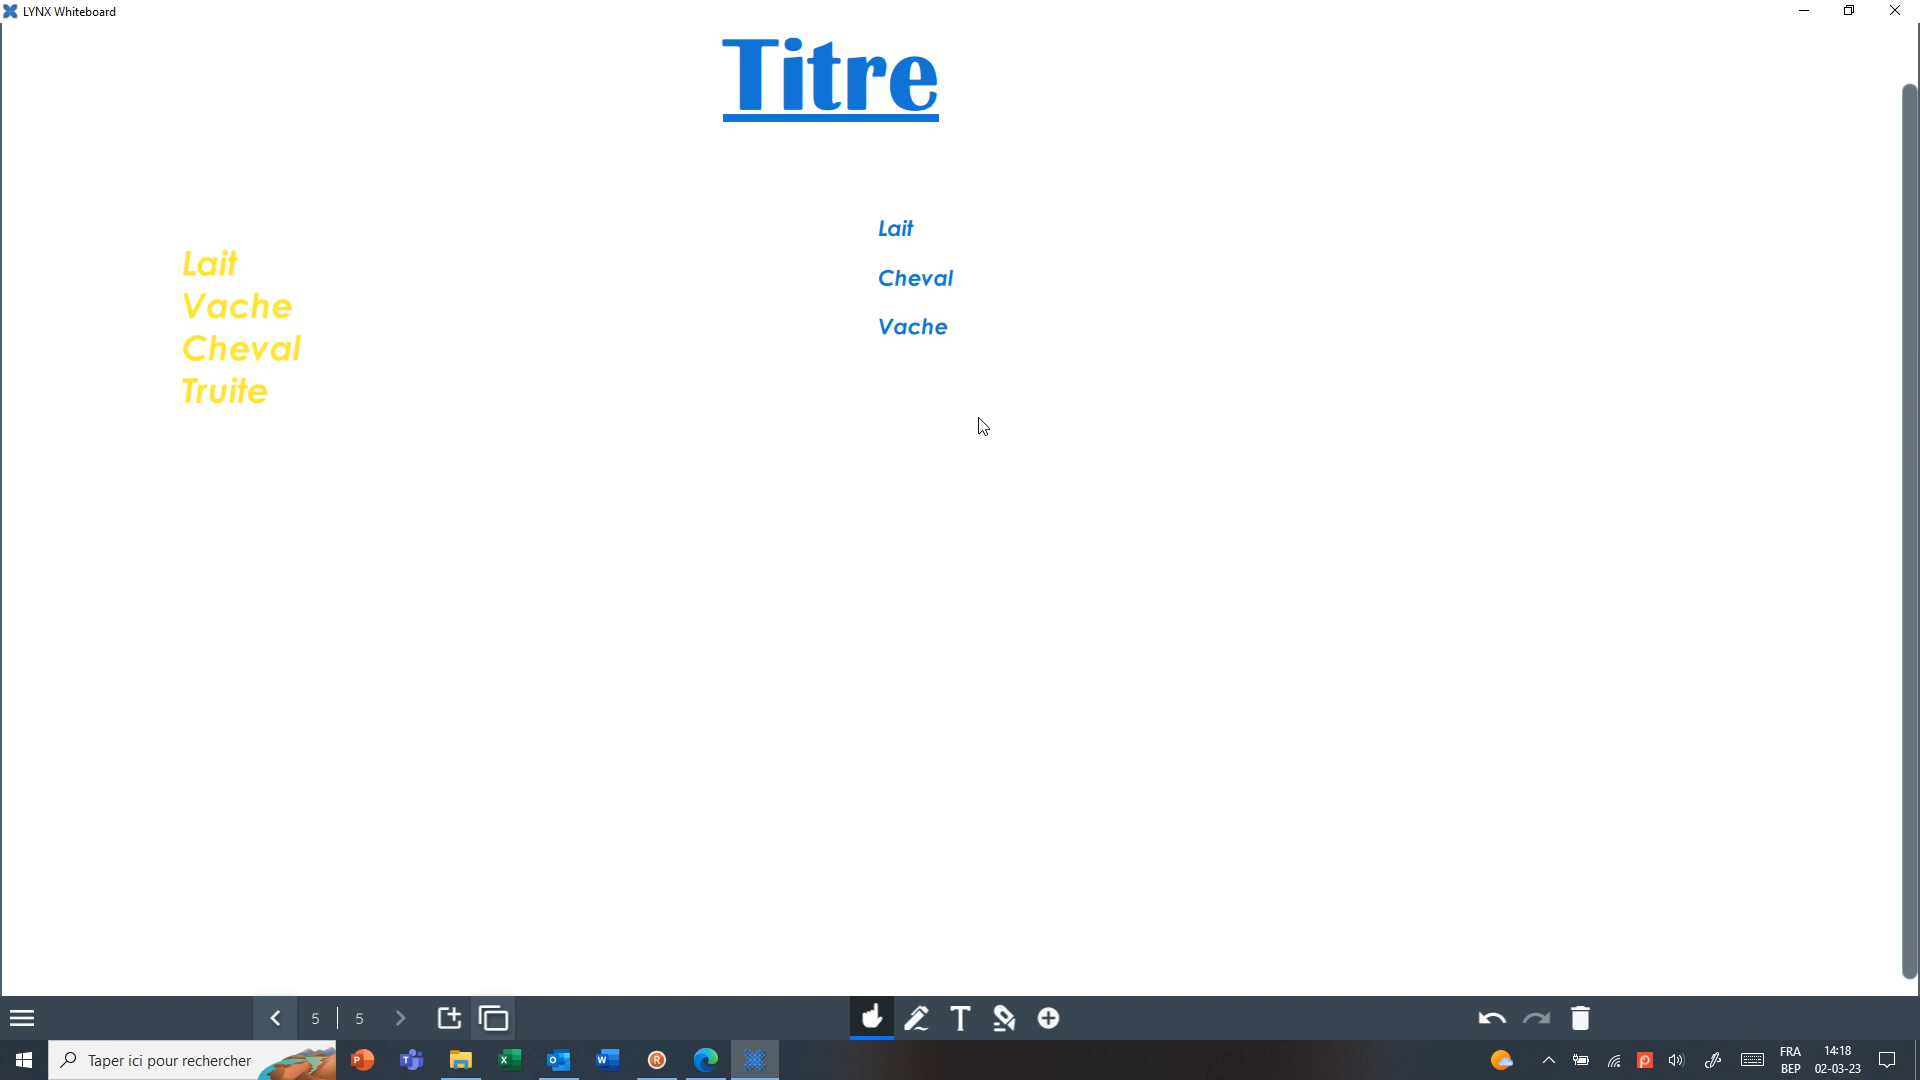 LYNX Whiteboard
Titre
Lait
Vache
Cheval
Truite
Lait
Cheval
Vache
5 | 5
Taper ici pour rechercher
FRA
BEP
14:18
02-03-23